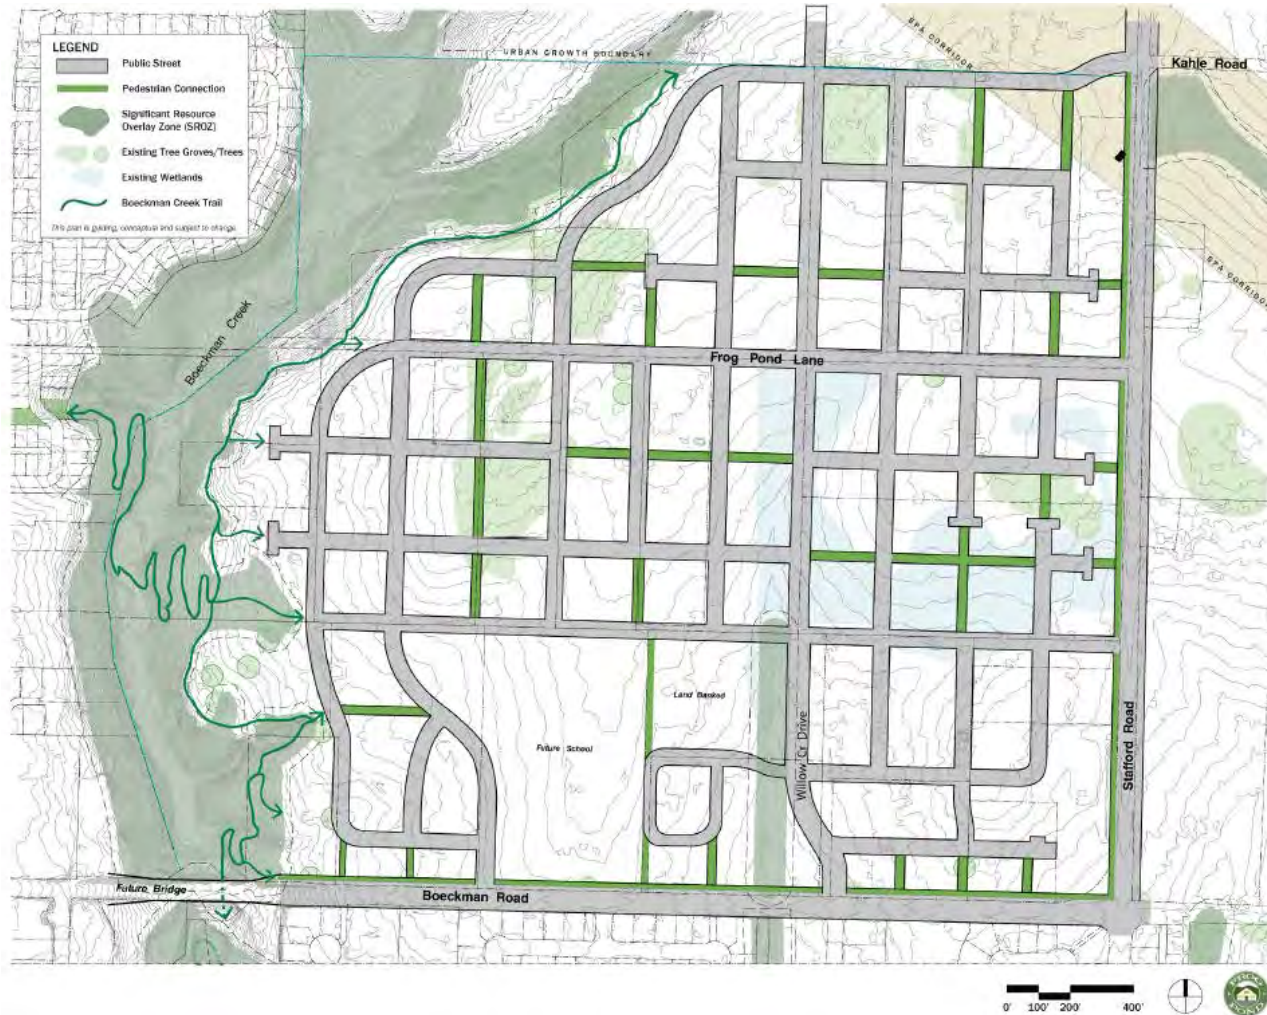 LEGEND
Public Street
Pedestrian Connection
Significant Resource
Overlay Zone (SROZ)
Existing Tree Groves/Trees
Existing Wetlands
Boeckman Creek Trail
This plan is guiding, conceptual and subject to change.
URBAN GROWTH BOUNDARY
BPA CORRIDOR
Kahle Road
BPA CORRIDOR
Boeckman Creek
Frog Pond Lane
Land Banked
Future School
Willow Cr Drive
Stafford Road
Future Bridge
Boeckman Road
0' 100' 200' 400'
FROG
POND